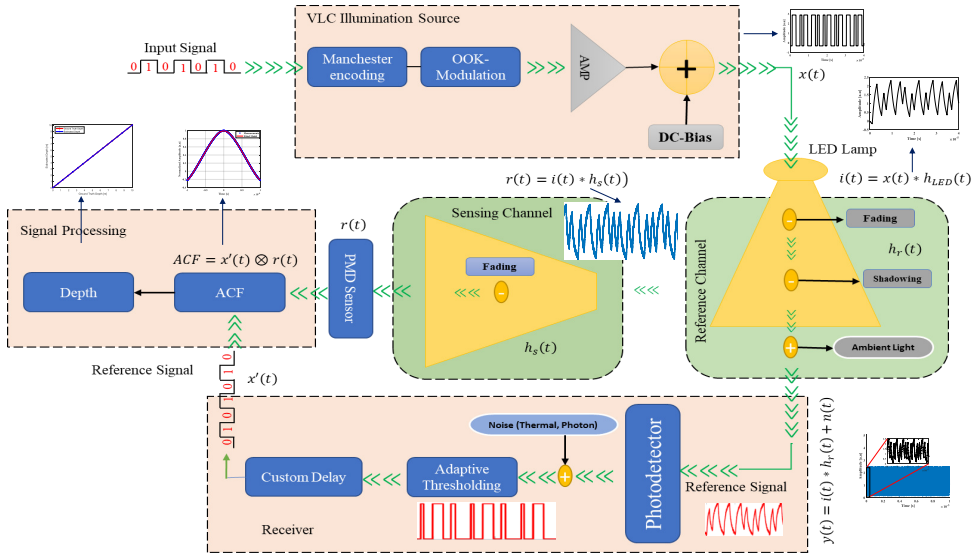 VLC Illumination Source
Input Signal
0 1 0 1 0 1 0
Manchester
encoding
OOK-
Modulation
AMP
+
DC-Bias
x(t)
LED Lamp
i(t) = x(t) * h_LED(t)
r(t) = i(t) * h_s(t))
Sensing Channel
Fading
-
h_s(t)
Reference Channel
-
Fading
h_r(t)
-
Shadowing
+
Ambient Light
Signal Processing
ACF = x′(t) ⊗ r(t)
Depth
ACF
r(t)
PMD Sensor
Reference Signal
x′(t)
0 1 0 1 0 1 0
Noise (Thermal, Photon)
+
Custom Delay
Adaptive
Thresholding
Photodetector
Reference Signal
Receiver
y(t) = i(t) * h_r(t) + n(t)
Amplitude [a.u]
Time [s]